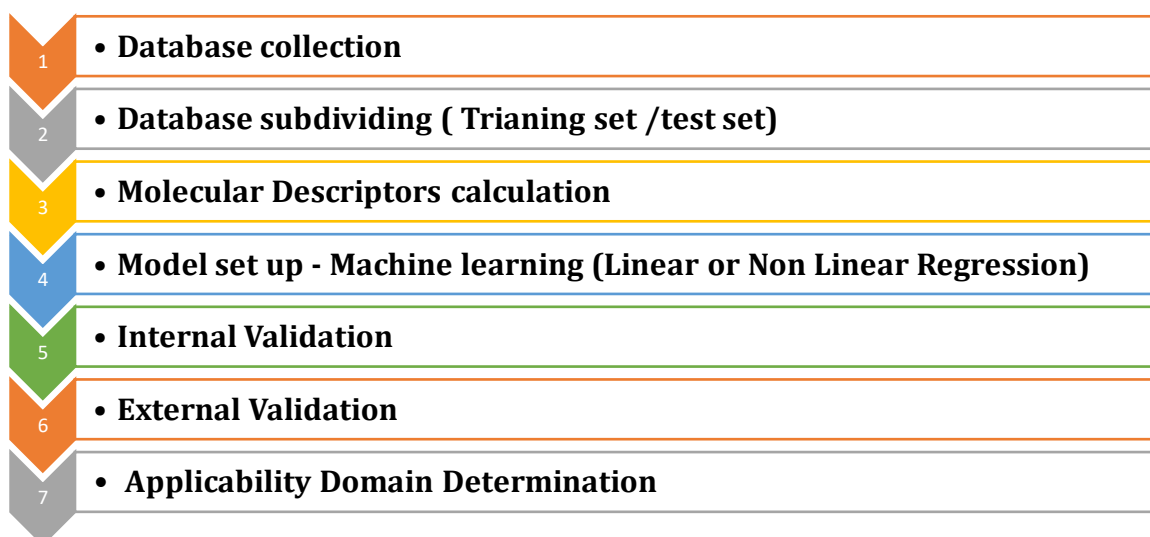 1 • Database collection
2 • Database subdividing ( Trianing set /test set)
3 • Molecular Descriptors calculation
4 • Model set up - Machine learning (Linear or Non Linear Regression)
5 • Internal Validation
6 • External Validation
7 • Applicability Domain Determination